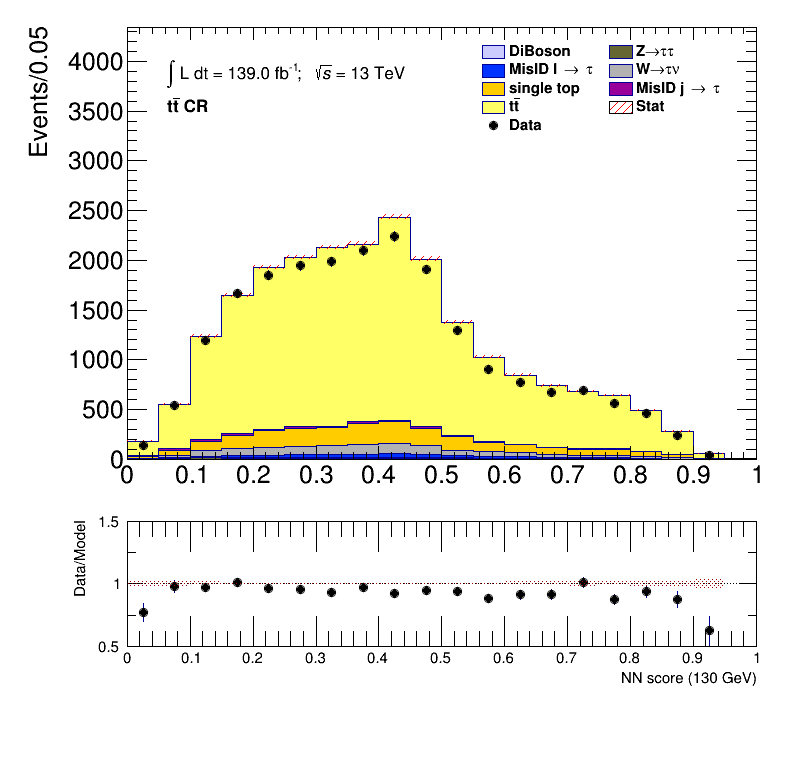 Events/0.05
4000
3500
3000
2500
2000
1500
1000
500
0
∫ L dt = 139.0 fb⁻¹; √s = 13 TeV
tt̄ CR
DiBoson
MisID l → τ
single top
tt̄
Data
Z→ττ
W→τν
MisID j → τ
Stat
0 0.1 0.2 0.3 0.4 0.5 0.6 0.7 0.8 0.9 1
Data/Model
1.5
1
0.5
0 0.1 0.2 0.3 0.4 0.5 0.6 0.7 0.8 0.9 1
NN score (130 GeV)